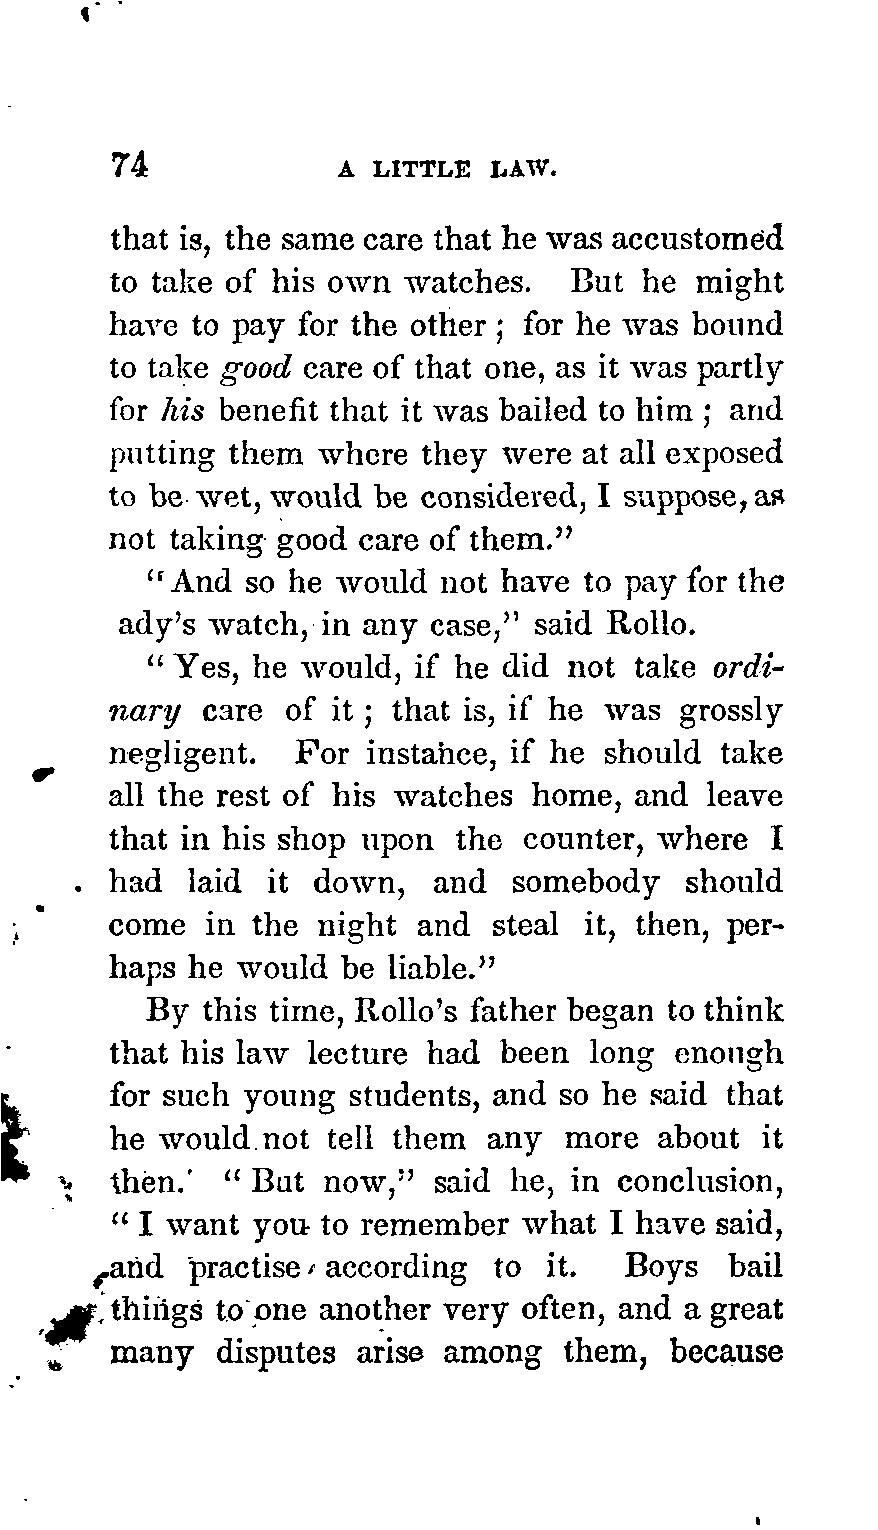 74 A LITTLE LAW.
that is, the same care that he was accustomed
to take of his own watches. But he might
have to pay for the other ; for he was bound
to take good care of that one, as it was partly
for his benefit that it was bailed to him ; and
putting them where they were at all exposed
to be wet, would be considered, I suppose, as
not taking good care of them."
"And so he would not have to pay for the
ady's watch, in any case," said Rollo.
"Yes, he would, if he did not take ordi-
nary care of it ; that is, if he was grossly
negligent. For instance, if he should take
all the rest of his watches home, and leave
that in his shop upon the counter, where I
had laid it down, and somebody should
come in the night and steal it, then, per-
haps he would be liable."
By this time, Rollo's father began to think
that his law lecture had been long enough
for such young students, and so he said that
he would not tell them any more about it
then. "But now," said he, in conclusion,
"I want you to remember what I have said,
and practise according to it. Boys bail
things to one another very often, and a great
many disputes arise among them, because